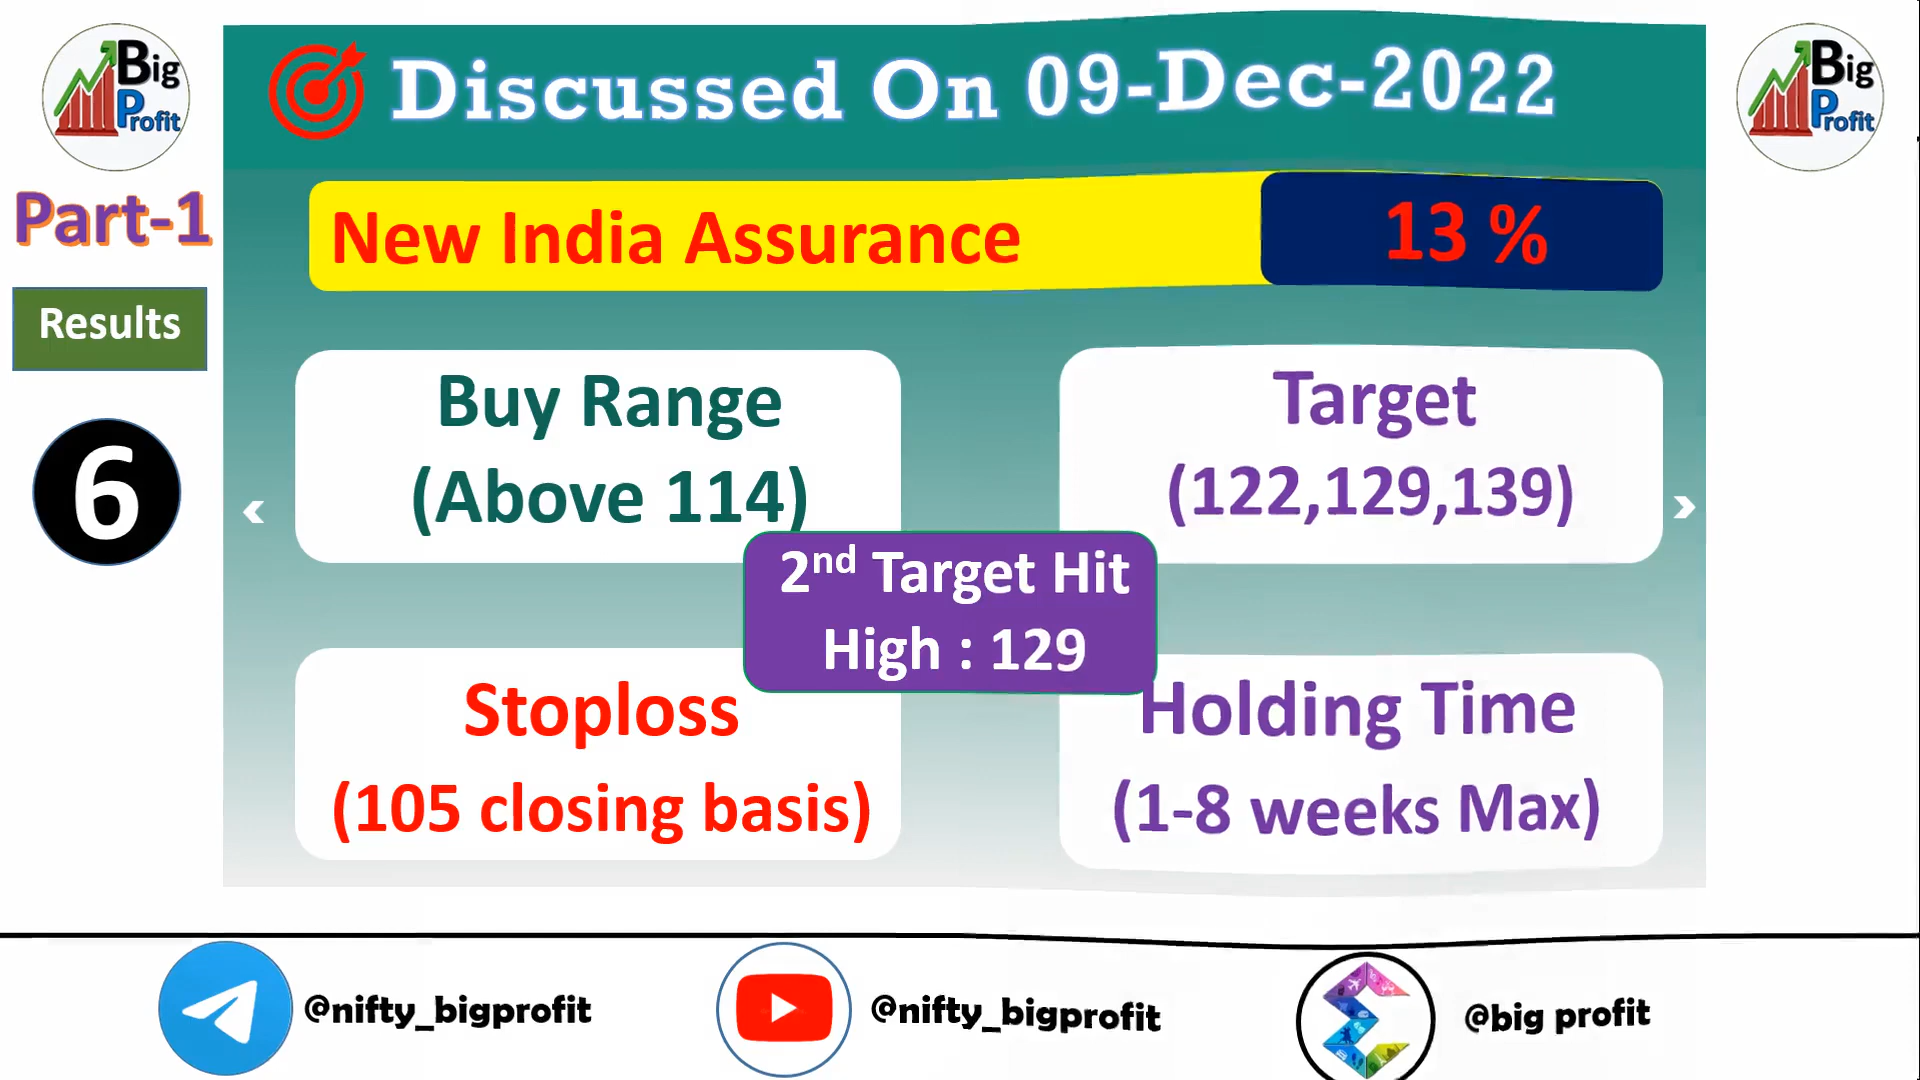 Big
Profit
Discussed On 09-Dec-2022
Big
Profit
Part-1
New India Assurance
13 %
Results
Buy Range
(Above 114)
Target
(122,129,139)
6
2nd Target Hit
High : 129
Stoploss
(105 closing basis)
Holding Time
(1-8 weeks Max)
@nifty_bigprofit
@nifty_bigprofit
@big profit